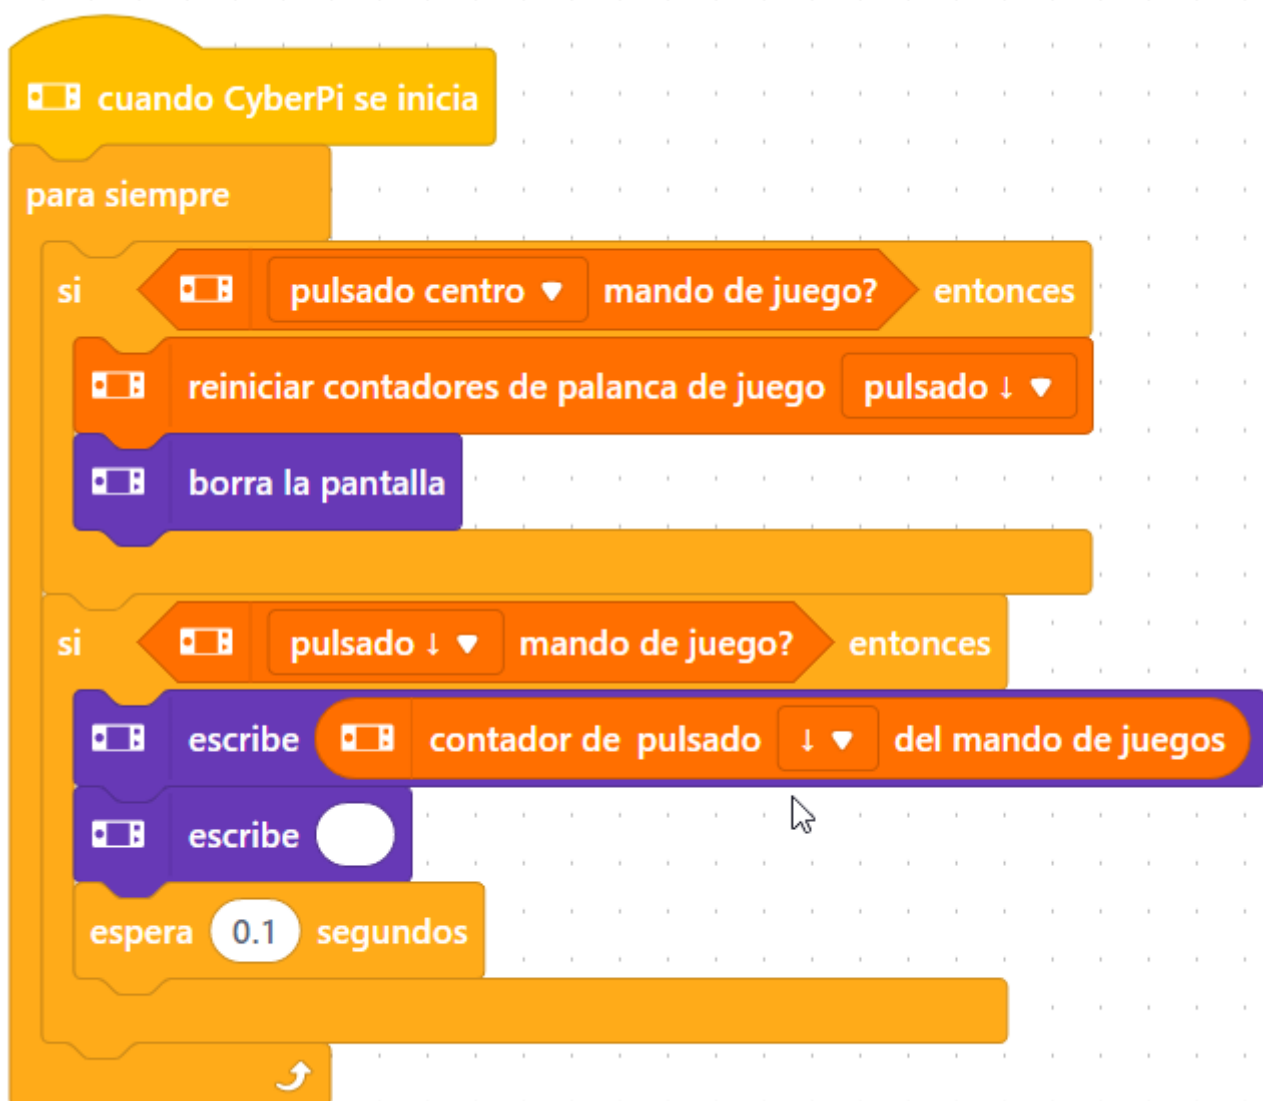 cuando CyberPi se inicia
para siempre
si pulsado centro mando de juego? entonces
reiniciar contadores de palanca de juego pulsado ↓
borra la pantalla
si pulsado ↓ mando de juego? entonces
escribe contador de pulsado ↓ del mando de juegos
escribe
espera 0.1 segundos